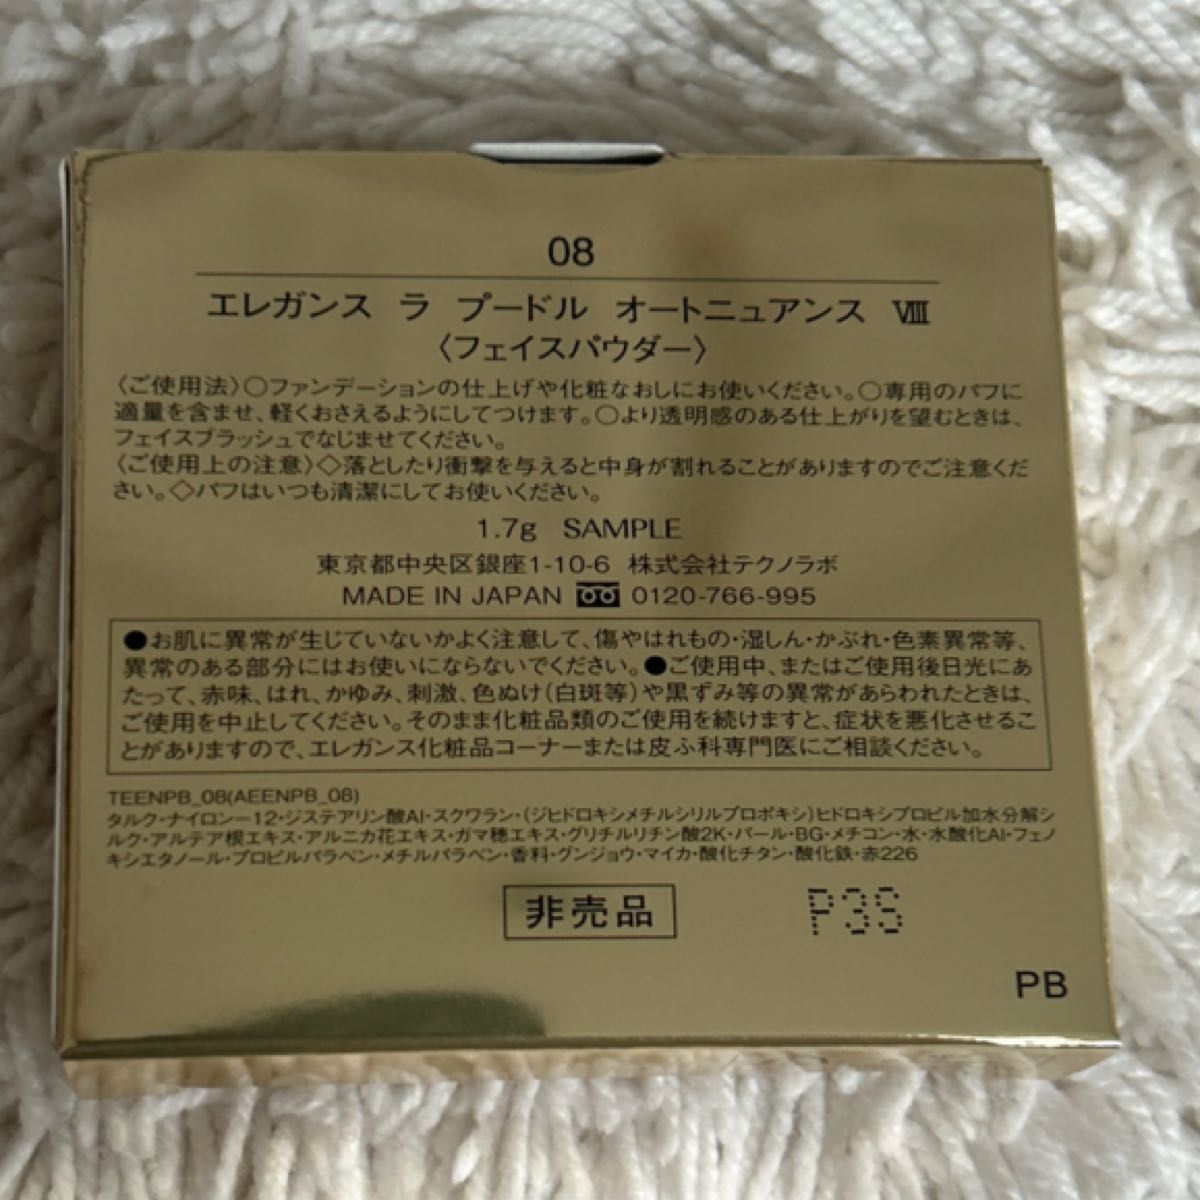 08
エレガンス ラ プードル オートニュアンス Ⅷ
〈フェイスパウダー〉
〈ご使用法〉○ファンデーションの仕上げや化粧なおしにお使いください。○専用のパフに
適量を含ませ、軽くおさえるようにしてつけます。○より透明感のある仕上がりを望むときは、
フェイスブラッシュでなじませてください。
〈ご使用上の注意〉◇落としたり衝撃を与えると中身が割れることがありますのでご注意くだ
さい。◇パフはいつも清潔にしてお使いください。
1.7g SAMPLE
東京都中央区銀座1-10-6 株式会社テクノラボ
MADE IN JAPAN 0120-766-995
●お肌に異常が生じていないかよく注意して、傷やはれもの・湿しん・かぶれ・色素異常等、
異常のある部分にはお使いにならないでください。●ご使用中、またはご使用後日光にあ
たって、赤味、はれ、かゆみ、刺激、色ぬけ(白斑等)や黒ずみ等の異常があらわれたときは、
ご使用を中止してください。そのまま化粧品類のご使用を続けますと、症状を悪化させるこ
とがありますので、エレガンス化粧品コーナーまたは皮ふ科専門医にご相談ください。
TEENPB_08(AEENPB_08)
タルク・ナイロン-12・ジステアリン酸Al・スクワラン・(ジヒドロキシメチルシリルプロポキシ)ヒドロキシプロピル加水分解シ
ルク・アルテア根エキス・アルニカ花エキス・ガマ穂エキス・グリチルリチン酸2K・パール・BG・メチコン・水・水酸化Al・フェノ
キシエタノール・プロピルパラベン・メチルパラベン・香料・グンジョウ・マイカ・酸化チタン・酸化鉄・赤226
非売品
P3S
PB